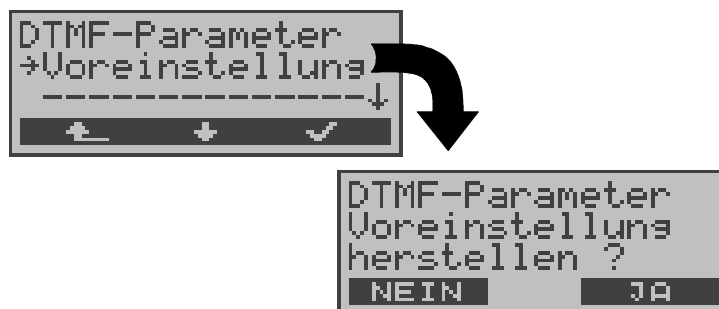 DTMF-Parameter
→Voreinstellung
---------------↓
DTMF-Parameter
Voreinstellung
herstellen ?
NEIN JA